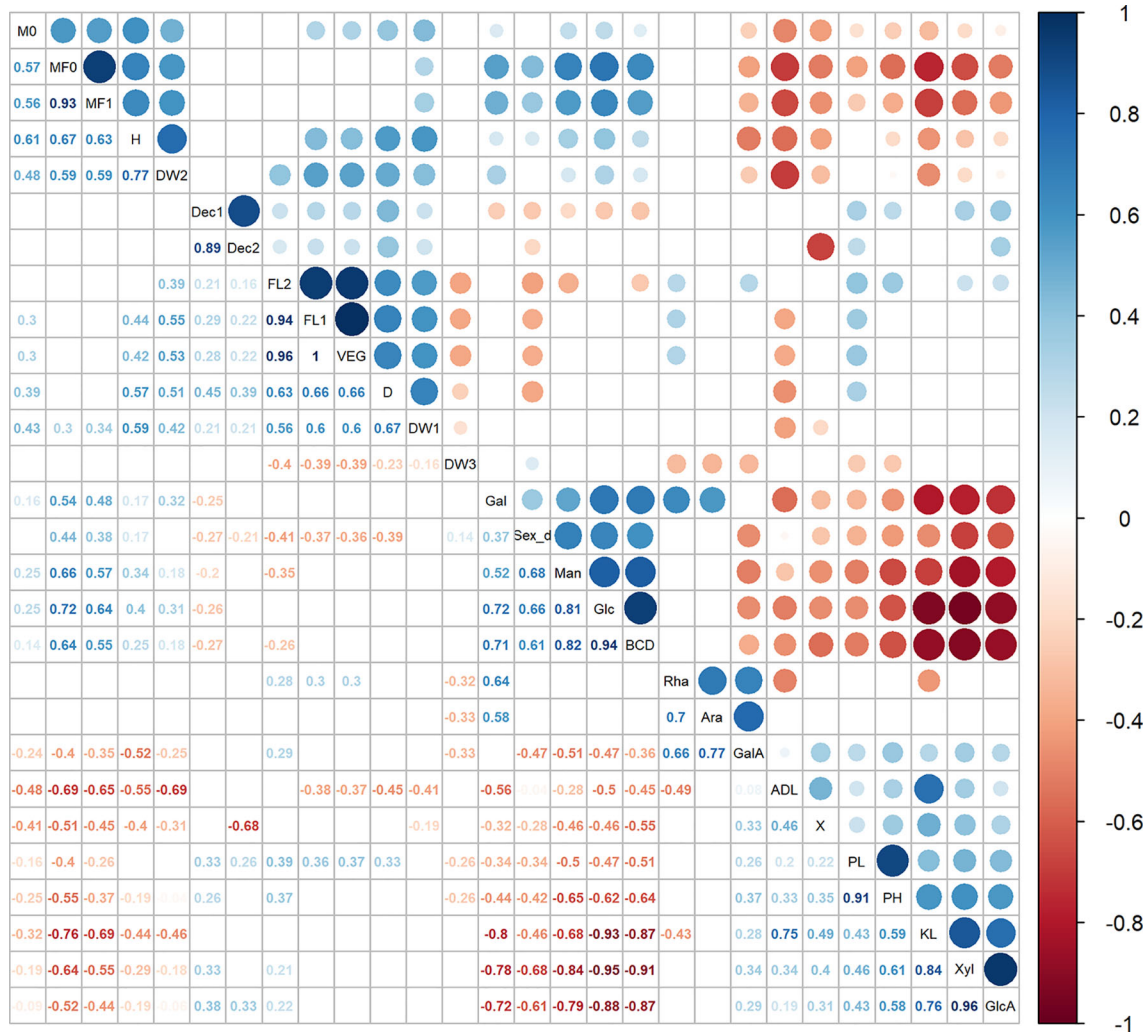 M0
0.57 MF0
0.56 0.93 MF1
0.61 0.67 0.63 H
0.48 0.59 0.59 0.77 DW2
Dec1
0.89 Dec2
0.39 0.21 0.16 FL2
0.3 0.44 0.55 0.29 0.22 0.94 FL1
0.3 0.42 0.53 0.28 0.22 0.96 1 VEG
0.39 0.57 0.51 0.45 0.39 0.63 0.66 0.66 D
0.43 0.3 0.34 0.59 0.42 0.21 0.21 0.56 0.6 0.6 0.67 DW1
-0.4 -0.39 -0.39 -0.23 -0.16 DW3
0.16 0.54 0.48 0.17 0.32 -0.25 Gal
0.44 0.38 0.17 -0.27 -0.21 -0.41 -0.37 -0.36 -0.39 0.14 0.37 Sex_d
0.25 0.66 0.57 0.34 0.18 -0.2 -0.35 0.52 0.68 Man
0.25 0.72 0.64 0.4 0.31 -0.26 0.72 0.66 0.81 Glc
0.14 0.64 0.55 0.25 0.18 -0.27 -0.26 0.71 0.61 0.82 0.94 BCD
0.28 0.3 0.3 -0.32 0.64 Rha
-0.33 0.58 0.7 Ara
-0.24 -0.4 -0.35 -0.52 -0.25 0.29 -0.33 -0.47 -0.51 -0.47 -0.36 0.66 0.77 GalA
-0.48 -0.69 -0.65 -0.55 -0.69 -0.38 -0.37 -0.45 -0.41 -0.56 -0.28 -0.5 -0.45 -0.49 0.06 ADL
-0.41 -0.51 -0.45 -0.4 -0.31 -0.68 -0.19 -0.32 -0.28 -0.46 -0.46 -0.55 0.33 0.46 X
-0.16 -0.4 -0.26 0.33 0.26 0.39 0.36 0.37 0.33 -0.26 -0.34 -0.34 -0.5 -0.47 -0.51 0.26 0.2 0.22 PL
-0.25 -0.55 -0.37 -0.19 0.26 0.37 -0.26 -0.44 -0.42 -0.65 -0.62 -0.64 0.37 0.33 0.35 0.91 PH
-0.32 -0.76 -0.69 -0.44 -0.46 -0.8 -0.46 -0.68 -0.93 -0.87 -0.43 0.28 0.75 0.49 0.43 0.59 KL
-0.19 -0.64 -0.55 -0.29 -0.18 0.33 0.21 -0.78 -0.68 -0.84 -0.95 -0.91 0.34 0.34 0.4 0.46 0.61 0.84 Xyl
-0.09 -0.52 -0.44 -0.19 -0.06 0.38 0.33 0.22 -0.72 -0.61 -0.79 -0.88 -0.87 0.29 0.19 0.31 0.43 0.58 0.76 0.96 GlcA
1
0.8
0.6
0.4
0.2
0
-0.2
-0.4
-0.6
-0.8
-1